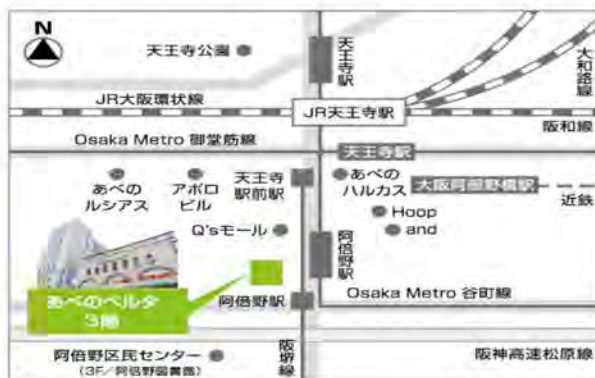 N
天王寺公園
天王寺駅
大和路線
JR大阪環状線
JR天王寺駅
阪和線
Osaka Metro 御堂筋線
天王寺駅
あべの
ルシアス
アポロ
ビル
天王寺
駅前駅
あべの
ハルカス
大阪阿部野橋駅
近鉄
Hoop
and
Q'sモール
阿倍野駅
あべのベルタ
3階
阿倍野駅
Osaka Metro 谷町線
阪堺線
阿倍野区民センター
(3F/阿倍野図書館)
阪神高速松原線